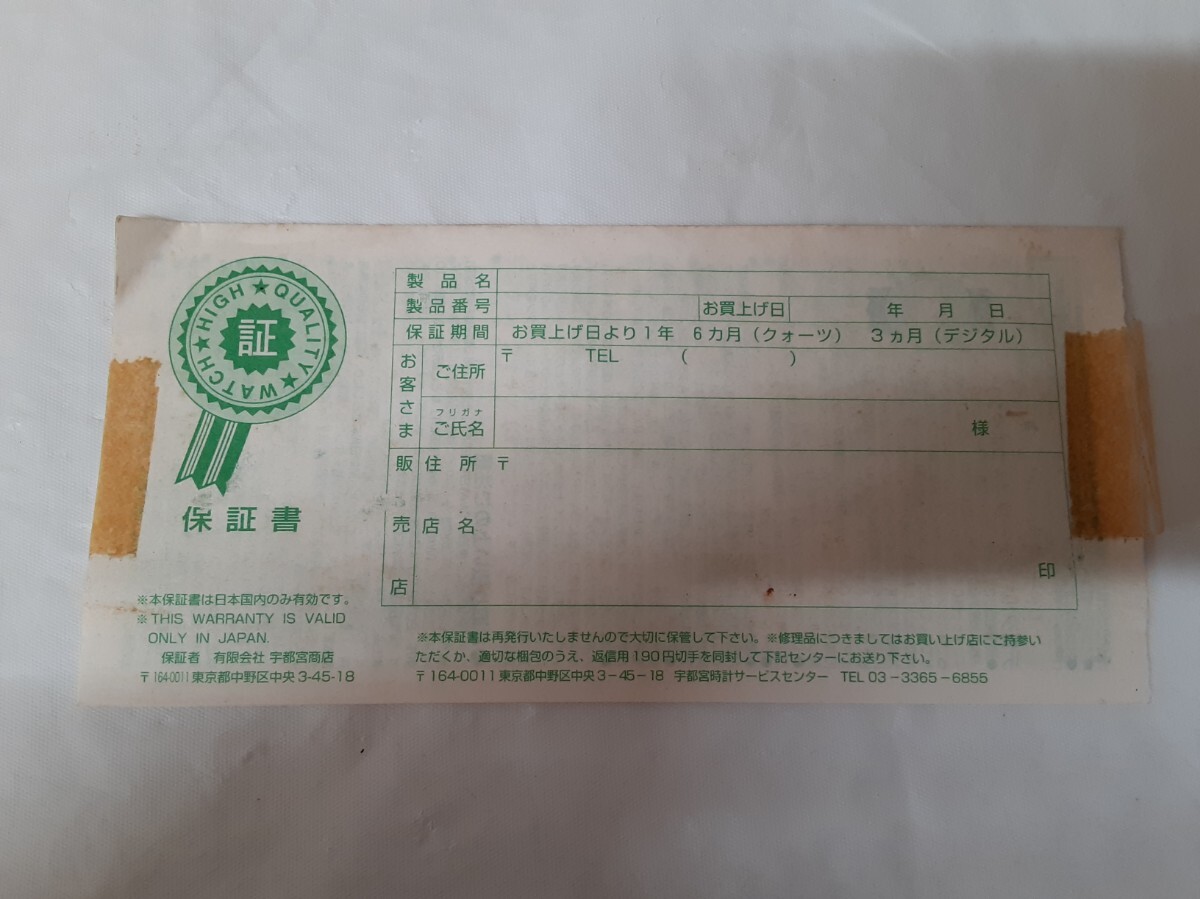 HIGH★QUALITY★WATCH★
証
保証書
※本保証書は日本国内のみ有効です。
※THIS WARRANTY IS VALID
ONLY IN JAPAN.
保証者 有限会社 宇都宮商店
〒164-0011 東京都中野区中央3-45-18
製品名
製品番号 お買上げ日 年 月 日
保証期間 お買上げ日より1年 6カ月(クォーツ) 3ヵ月(デジタル)
お客さま
ご住所 〒 TEL ( )
フリガナ
ご氏名 様
販売店
住所 〒
店名
印
※本保証書は再発行いたしませんので大切に保管して下さい。※修理品につきましてはお買い上げ店にご持参い
ただくか、適切な梱包のうえ、返信用190円切手を同封して下記センターにお送り下さい。
〒164-0011 東京都中野区中央3-45-18 宇都宮時計サービスセンター TEL 03-3365-6855